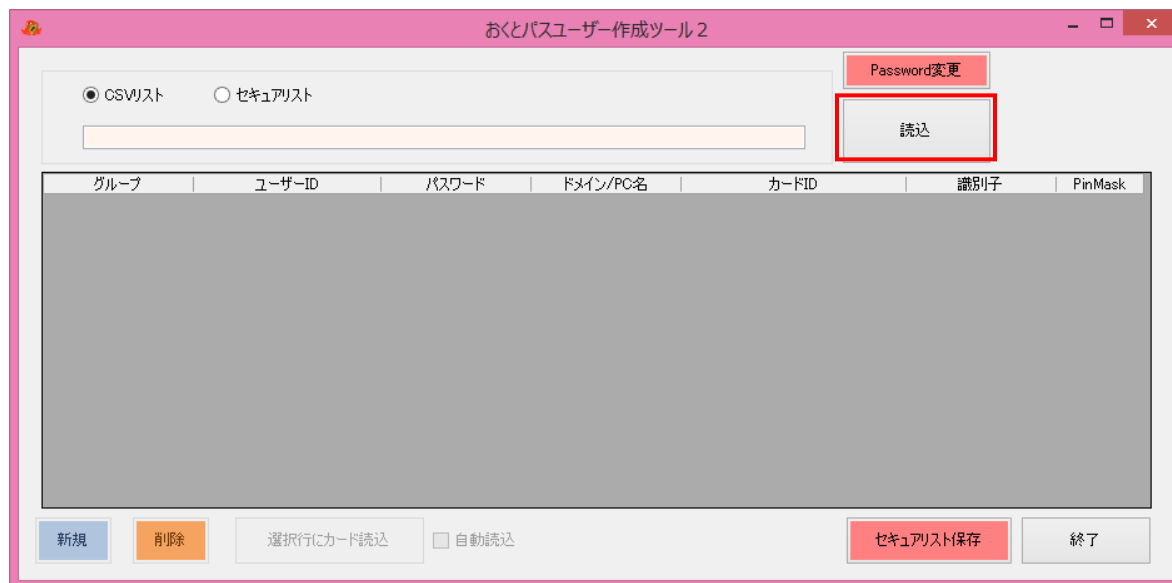 おくとパスユーザー作成ツール2
Password変更
CSVリスト セキュアリスト
読込
グループ ユーザーID パスワード ドメイン/PC名 カードID 識別子 PinMask
新規 削除 選択行にカード読込 自動読込 セキュアリスト保存 終了